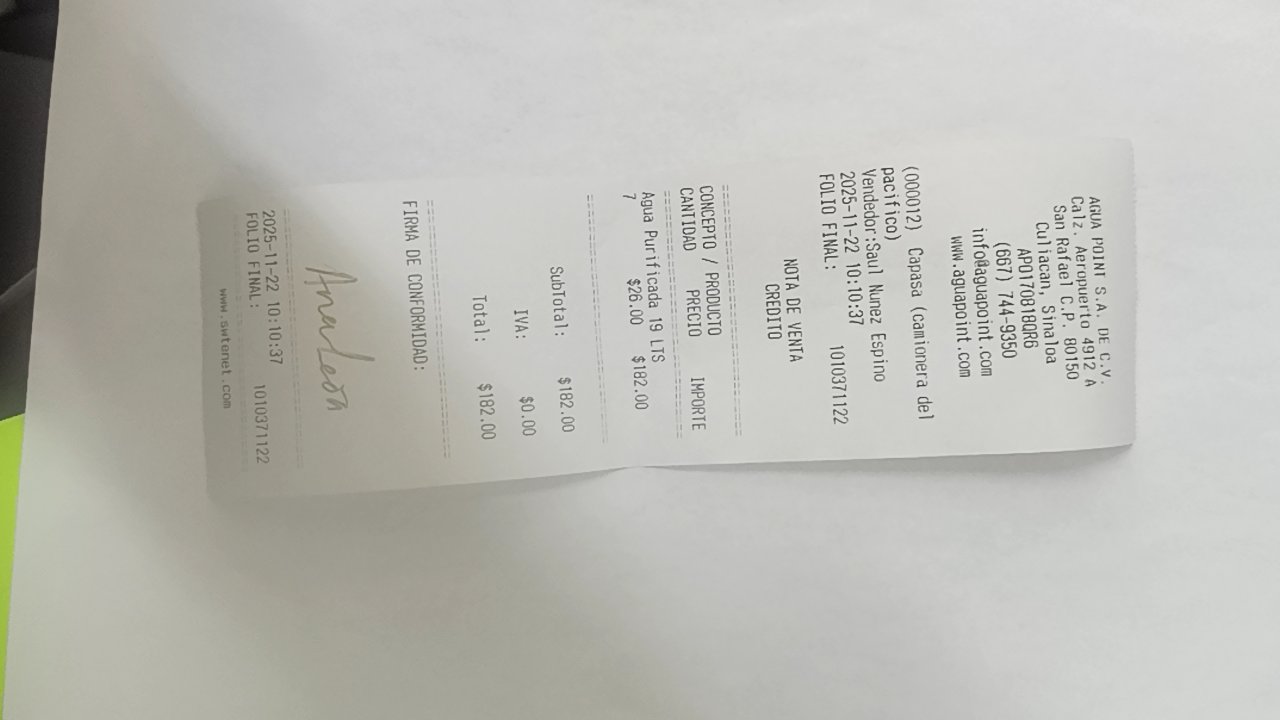 AGUA POINT S.A. DE C.V.
Calz. Aeropuerto 4912 A
San Rafael C.P. 80150
Culiacan, Sinaloa
APO170818QR6
(667) 744-9350
info@aguapoint.com
www.aguapoint.com
(000012) Capasa (camionera del
pacifico)
Vendedor:Saul Nunez Espino
2025-11-22 10:10:37
FOLIO FINAL: 1010371122
NOTA DE VENTA
CREDITO
CONCEPTO / PRODUCTO
CANTIDAD PRECIO IMPORTE
Agua Purificada 19 LTS
7 $26.00 $182.00
SubTotal: $182.00
IVA: $0.00
Total: $182.00
FIRMA DE CONFORMIDAD:
Ana León
2025-11-22 10:10:37
FOLIO FINAL: 1010371122
www.swtenet.com